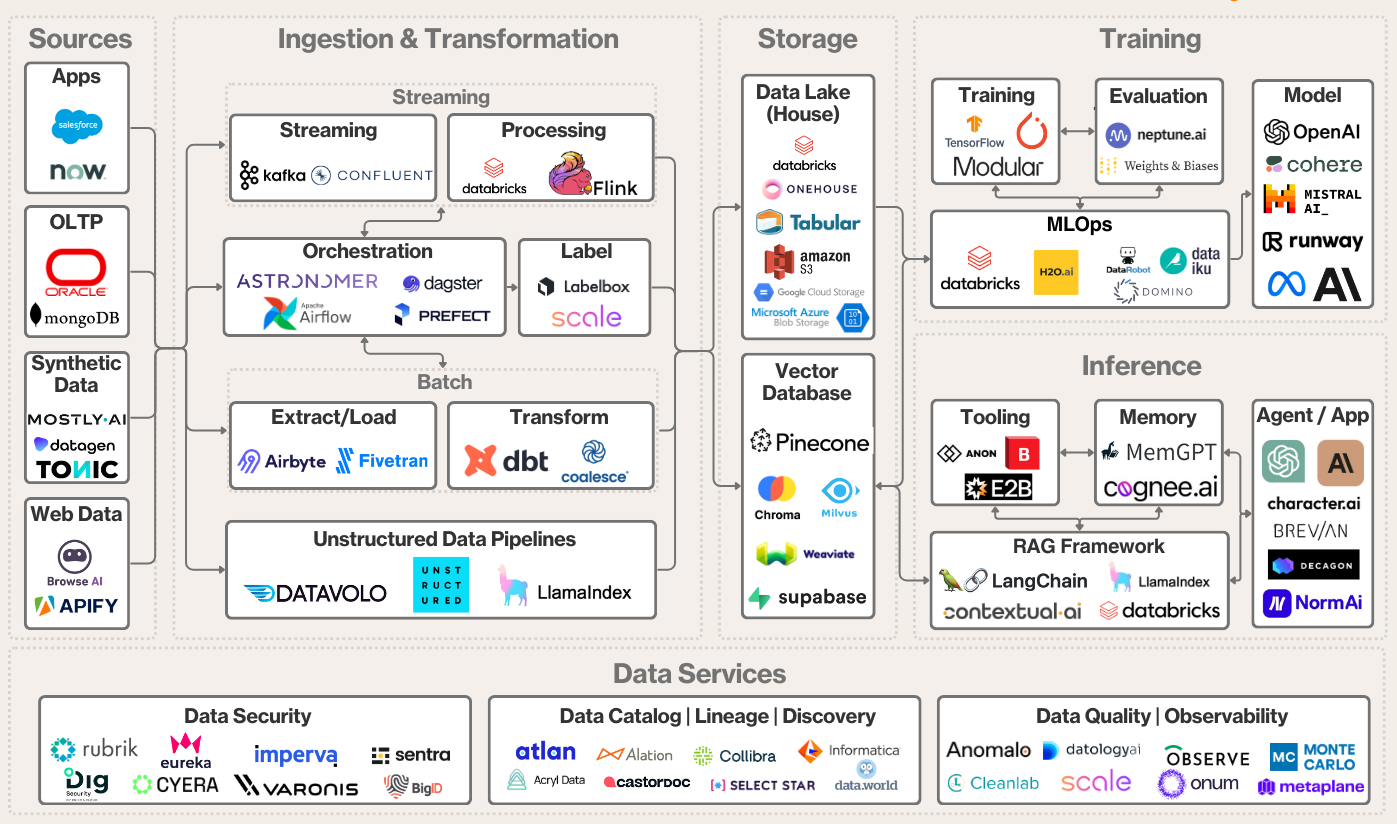 Sources
Apps
salesforce
now
OLTP
ORACLE
mongoDB
Synthetic
Data
MOSTLY·AI
datagen
TONIC
Web Data
Browse AI
APIFY
Ingestion & Transformation
Streaming
Streaming
kafka
CONFLUENT
Processing
databricks
Flink
Orchestration
ASTRONOMER
dagster
Apache
Airflow
PREFECT
Label
Labelbox
scale
Batch
Extract/Load
Airbyte
Fivetran
Transform
dbt
coalesce
Unstructured Data Pipelines
DATAVOLO
UNST
RUCT
URED
LlamaIndex
Storage
Data Lake
(House)
databricks
ONEHOUSE
Tabular
amazon
S3
Google Cloud Storage
Microsoft Azure
Blob Storage
10
01
Vector
Database
Pinecone
Chroma
Milvus
Weaviate
supabase
Training
Training
TensorFlow
Modular
Evaluation
neptune.ai
Weights & Biases
MLOps
databricks
H2O.ai
DataRobot
data
iku
DOMINO
Model
OpenAI
cohere
MISTRAL
AI_
runway
AI
Inference
Tooling
ANON
B
E2B
Memory
MemGPT
cognee.ai
RAG Framework
LangChain
LlamaIndex
contextual·ai
databricks
Agent / App
AI
character.ai
BREVIAN
DECAGON
N NormAi
Data Services
Data Security
rubrik
eureka
imperva
sentra
Dig
Security
CYERA
VARONIS
BigID
Data Catalog | Lineage | Discovery
atlan
Alation
Collibra
Informatica
Acryl Data
castorDoc
[*] SELECT STAR
data.world
Data Quality | Observability
Anomalo
datologyai
OBSERVE
MC
MONTE
CARLO
Cleanlab
scale
onum
metaplane